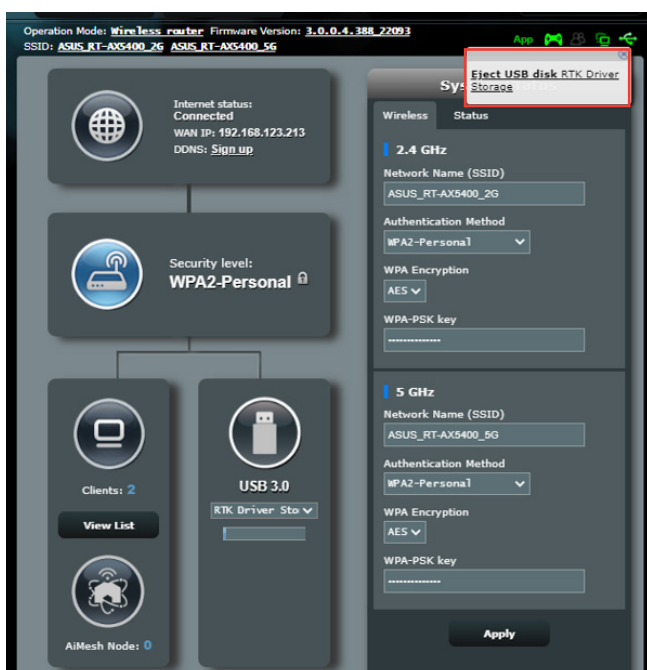 Operation Mode: Wireless router Firmware Version: 3.0.0.4.388_22093
SSID: ASUS_RT-AX5400_2G ASUS_RT-AX5400_5G
App
Eject USB disk RTK Driver
Storage
Internet status:
Connected
WAN IP: 192.168.123.213
DDNS: Sign up
Security level:
WPA2-Personal
Clients: 2
View List
AiMesh Node: 0
USB 3.0
RTK Driver Sto
Wireless Status
2.4 GHz
Network Name (SSID)
ASUS_RT-AX5400_2G
Authentication Method
WPA2-Personal
WPA Encryption
AES
WPA-PSK key
--------------
5 GHz
Network Name (SSID)
ASUS_RT-AX5400_5G
Authentication Method
WPA2-Personal
WPA Encryption
AES
WPA-PSK key
--------------
Apply